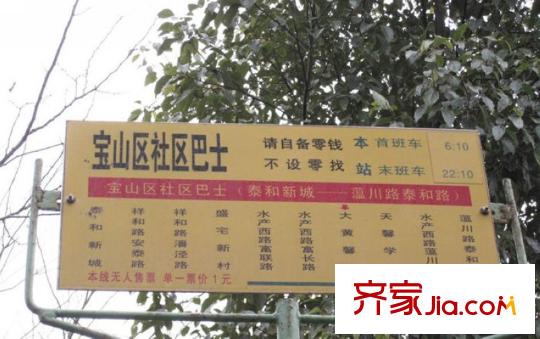 宝山区社区巴士
请自备零钱
不设零找
本站
首班车 6:10
末班车 22:10
宝山区社区巴士（泰和新城——蕰川路泰和路）
泰和新城
祥和路安路
祥和路潘泾路
盛宅新村
水产西路富联路
水产西路富长路
大黄
天馨学
水产西路蕰川
蕰川路泰和
本线无人售票 单一票价1元
齐家Jia.com